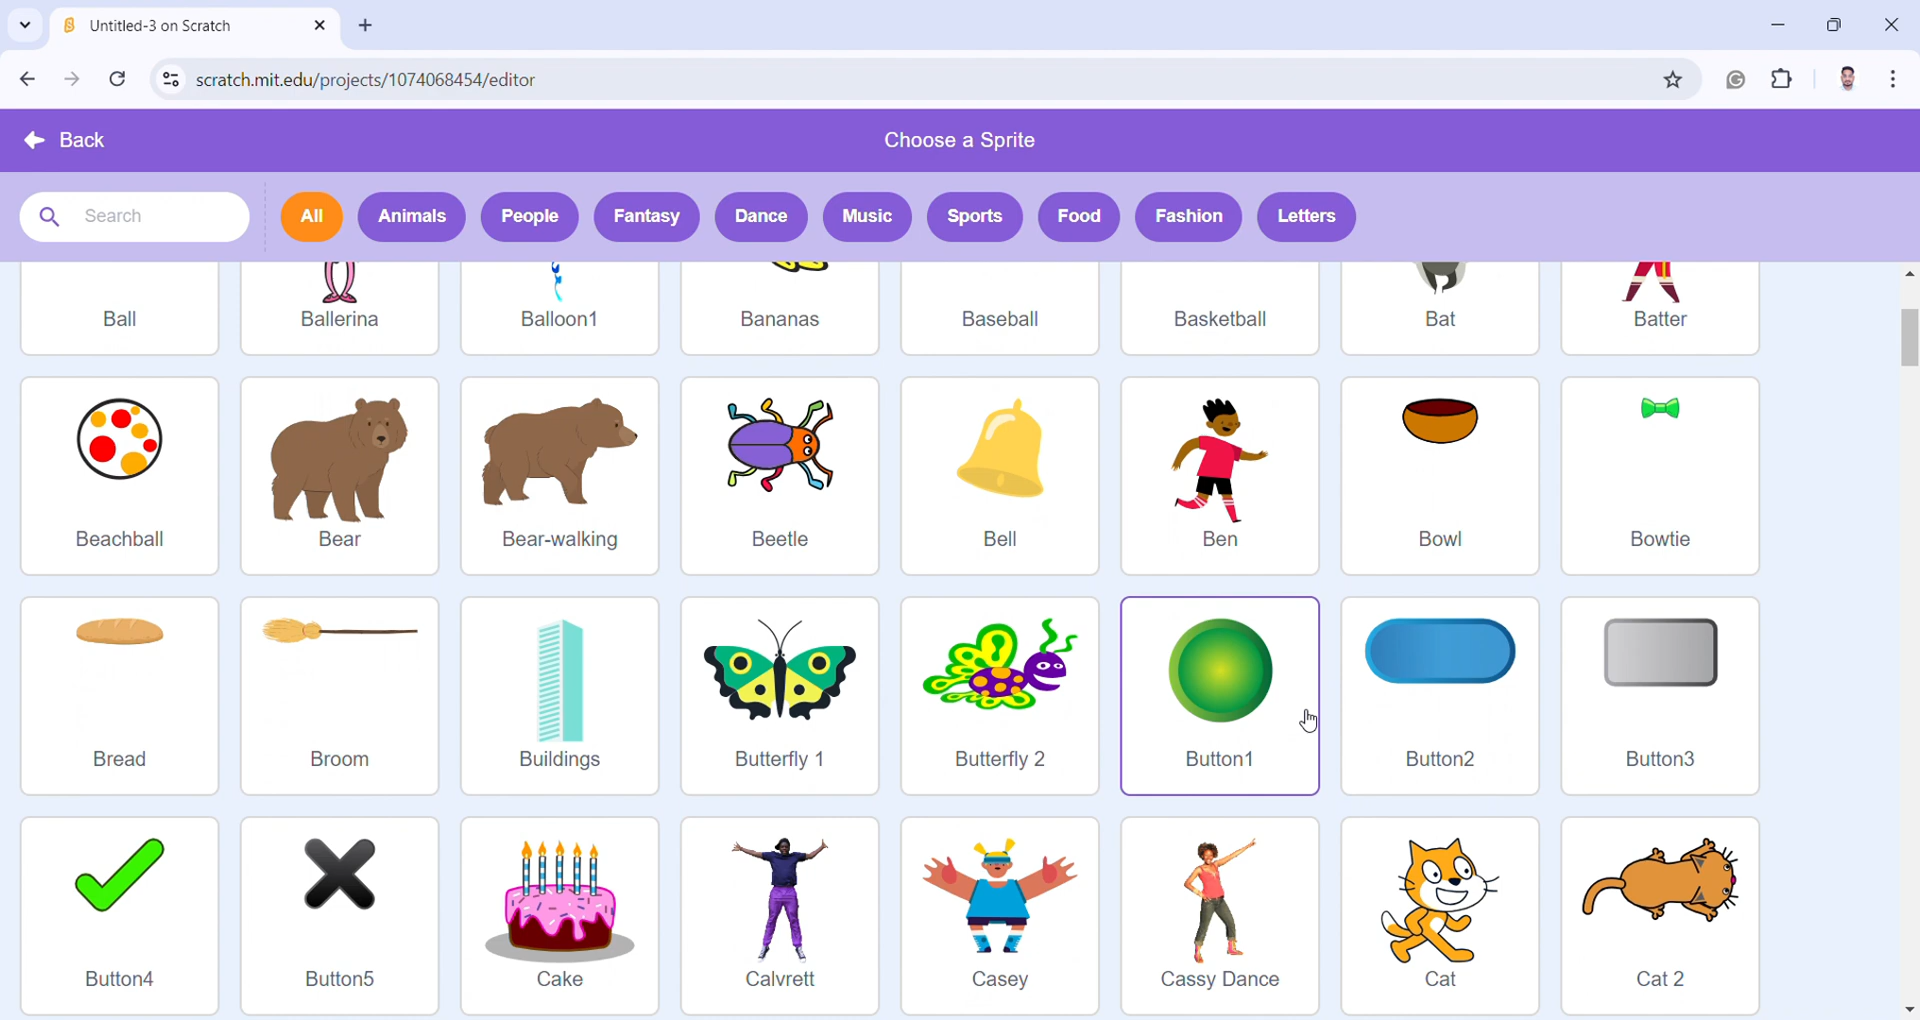 Untitled-3 on Scratch
scratch.mit.edu/projects/1074068454/editor
Back
Choose a Sprite
Search
All
Animals
People
Fantasy
Dance
Music
Sports
Food
Fashion
Letters
Ball
Ballerina
Balloon1
Bananas
Baseball
Basketball
Bat
Batter
Beachball
Bear
Bear-walking
Beetle
Bell
Ben
Bowl
Bowtie
Bread
Broom
Buildings
Butterfly 1
Butterfly 2
Button1
Button2
Button3
Button4
Button5
Cake
Calvrett
Casey
Cassy Dance
Cat
Cat 2